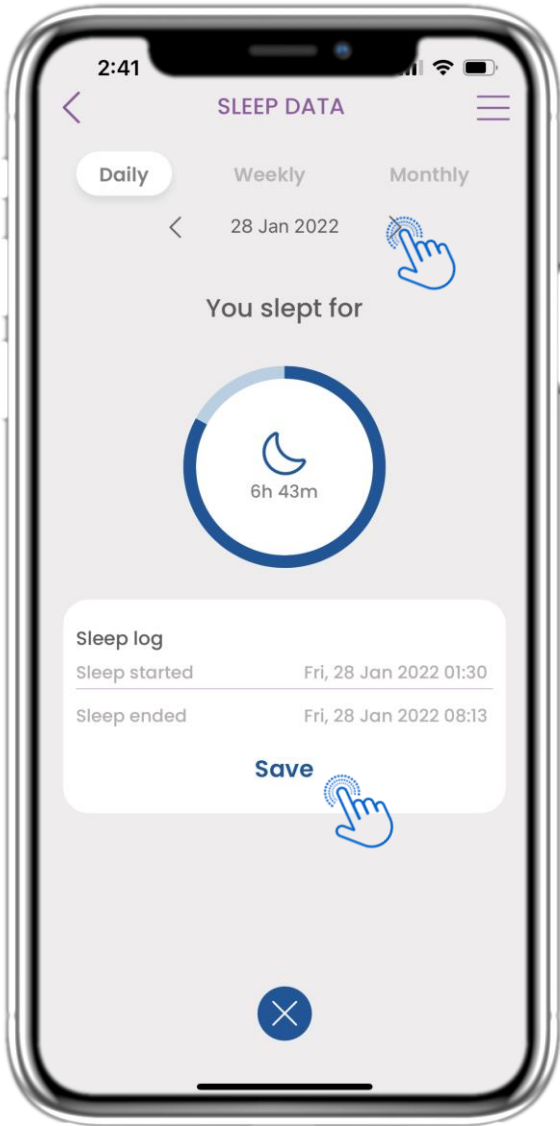 2:41
SLEEP DATA
Daily Weekly Monthly
28 Jan 2022
You slept for
6h 43m
Sleep log
Sleep started Fri, 28 Jan 2022 01:30
Sleep ended Fri, 28 Jan 2022 08:13
Save